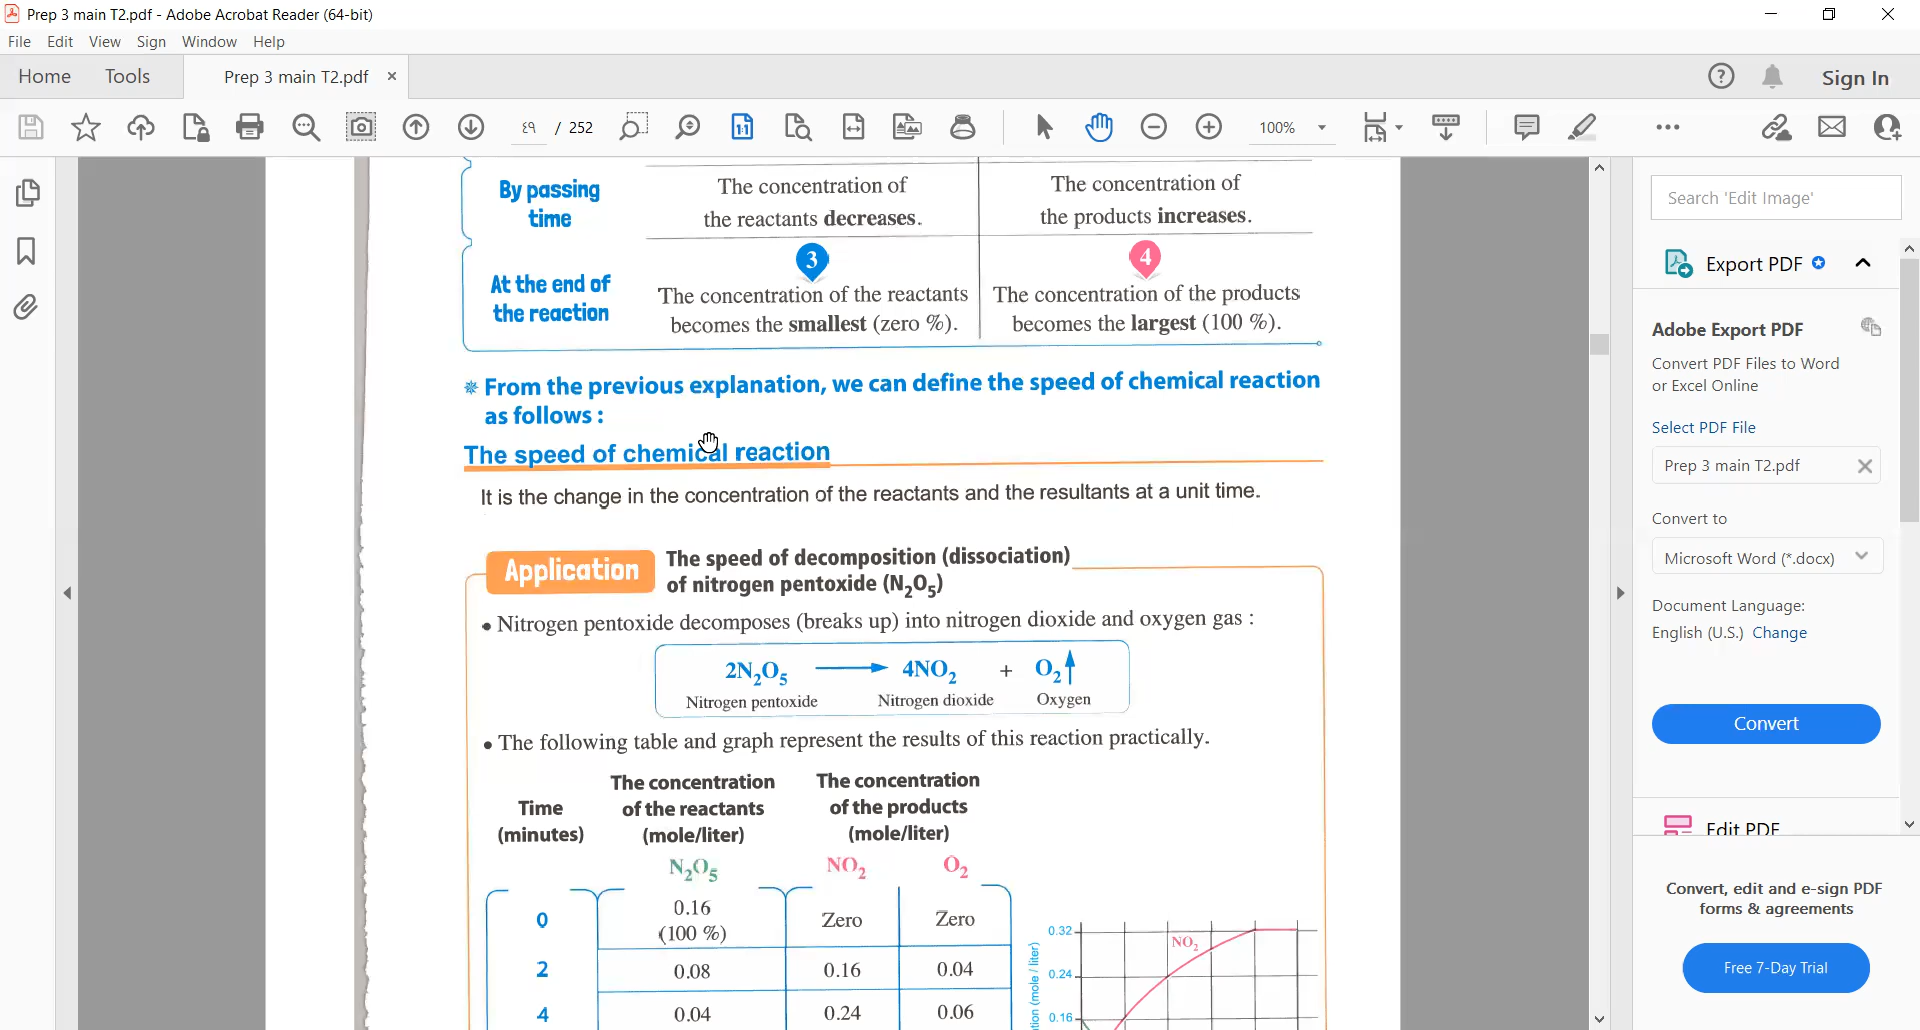 Prep 3 main T2.pdf - Adobe Acrobat Reader (64-bit)
File Edit View Sign Window Help
Home Tools Prep 3 main T2.pdf × Sign In
٤٩ / 252 1:1 100%
By passing
time
The concentration of
the reactants decreases.
The concentration of
the products increases.
At the end of
the reaction
3
The concentration of the reactants
becomes the smallest (zero %).
4
The concentration of the products
becomes the largest (100 %).
* From the previous explanation, we can define the speed of chemical reaction
as follows :
The speed of chemical reaction
It is the change in the concentration of the reactants and the resultants at a unit time.
Application
The speed of decomposition (dissociation)
of nitrogen pentoxide (N₂O₅)
• Nitrogen pentoxide decomposes (breaks up) into nitrogen dioxide and oxygen gas :
2N₂O₅ → 4NO₂ + O₂↑
Nitrogen pentoxide Nitrogen dioxide Oxygen
• The following table and graph represent the results of this reaction practically.
Time
(minutes)
The concentration
of the reactants
(mole/liter)
The concentration
of the products
(mole/liter)
N₂O₅ NO₂ O₂
0 0.16 (100 %) Zero Zero
2 0.08 0.16 0.04
4 0.04 0.24 0.06
0.32
0.24
0.16
NO₂
(mole / liter)
Search 'Edit Image'
Export PDF
Adobe Export PDF
Convert PDF Files to Word
or Excel Online
Select PDF File
Prep 3 main T2.pdf
Convert to
Microsoft Word (*.docx)
Document Language:
English (U.S.) Change
Convert
Edit PDF
Convert, edit and e-sign PDF
forms & agreements
Free 7-Day Trial